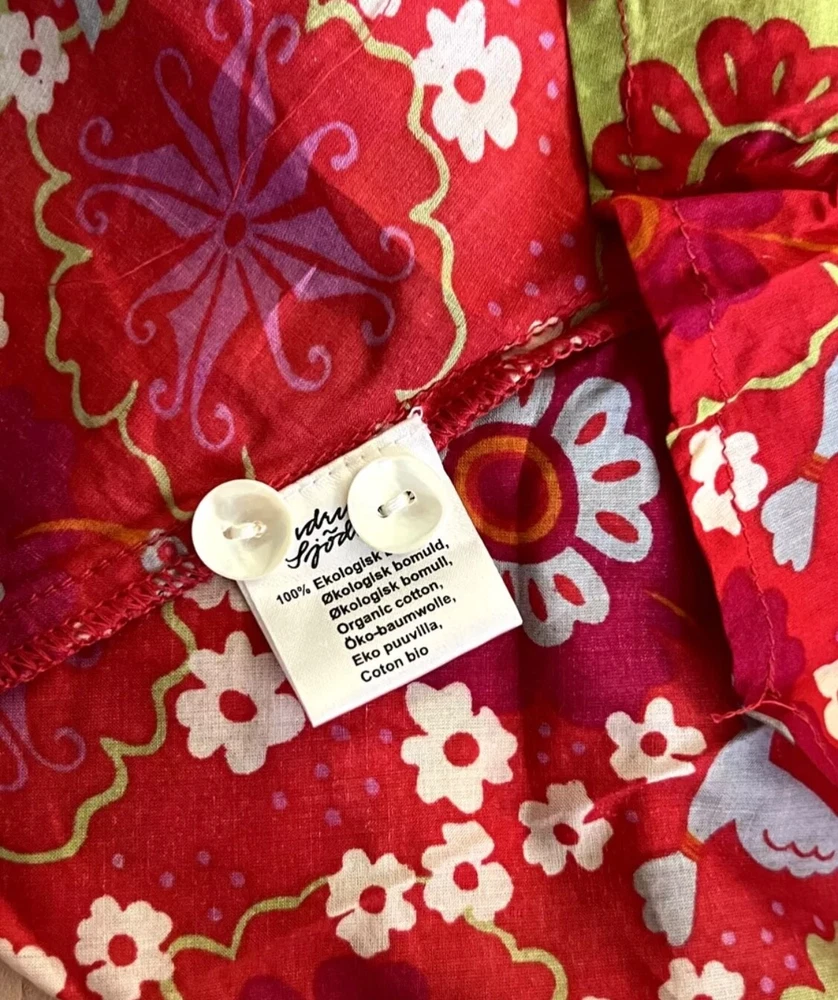 100% Ekologisk
Økologisk bomuld,
Økologisk bomull,
Organic cotton,
Öko-baumwolle,
Eko puuvilla,
Coton bio